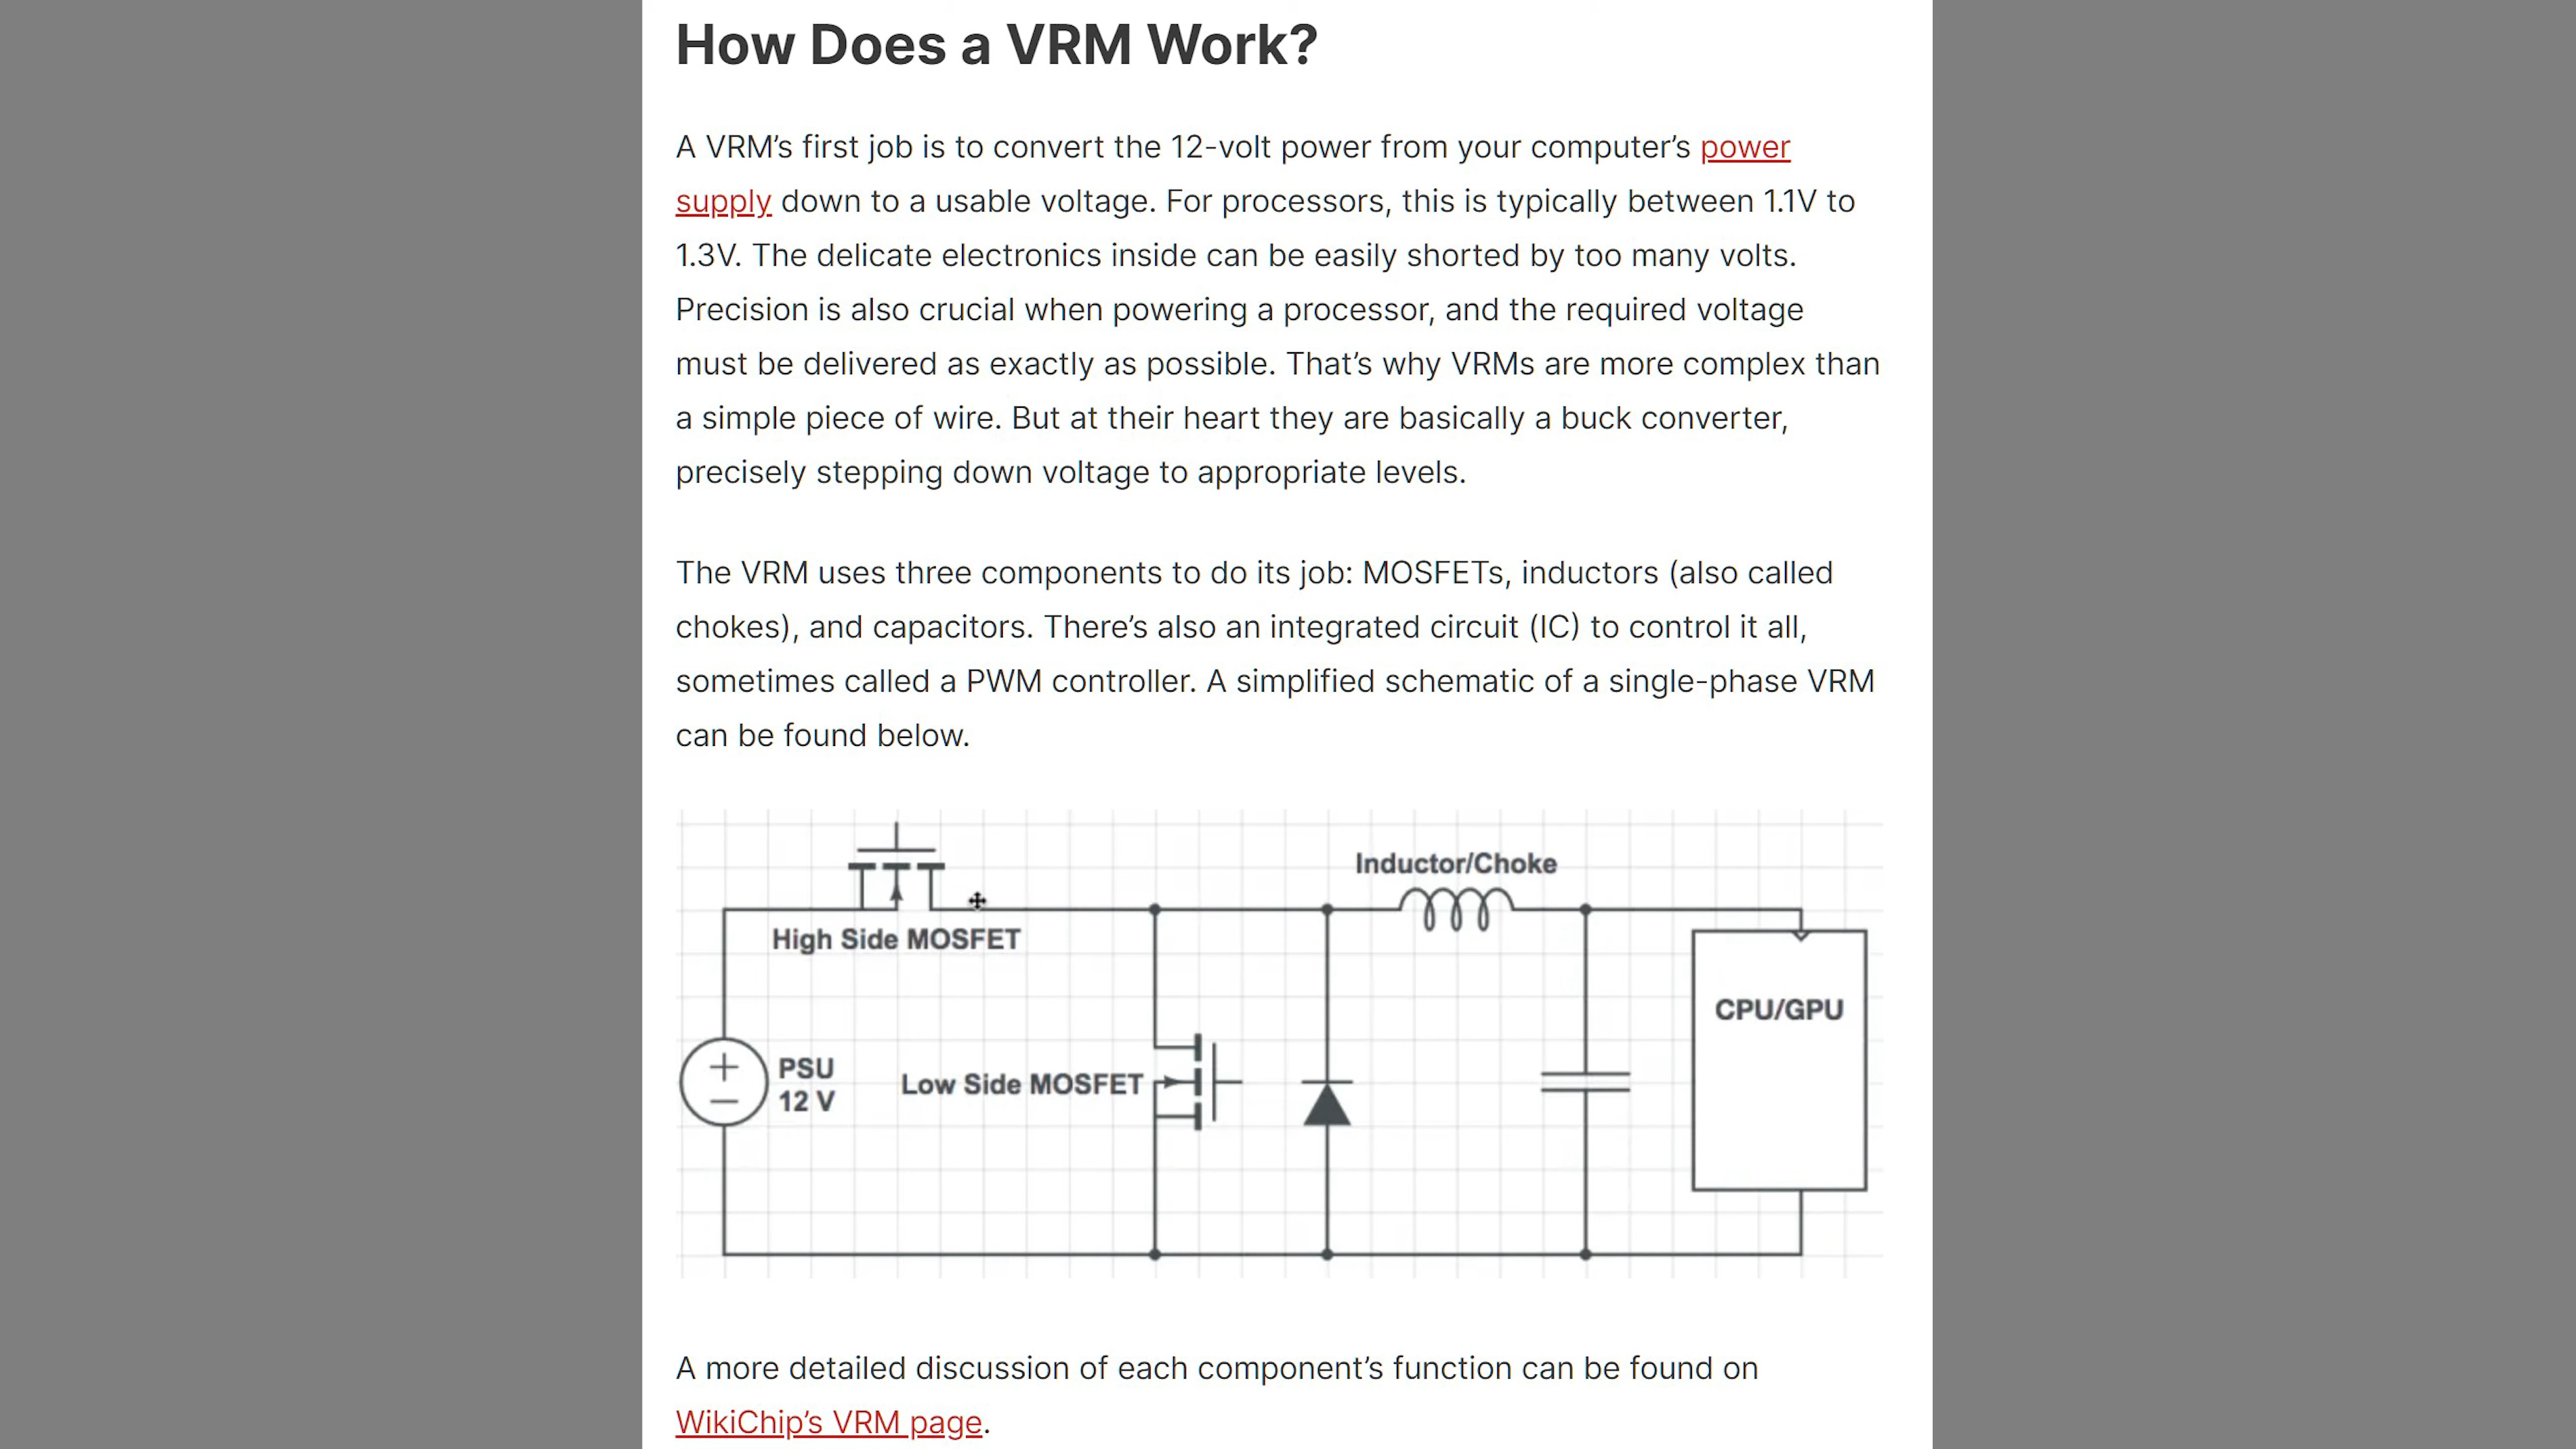 How Does a VRM Work?
A VRM’s first job is to convert the 12-volt power from your computer’s power
supply down to a usable voltage. For processors, this is typically between 1.1V to
1.3V. The delicate electronics inside can be easily shorted by too many volts.
Precision is also crucial when powering a processor, and the required voltage
must be delivered as exactly as possible. That’s why VRMs are more complex than
a simple piece of wire. But at their heart they are basically a buck converter,
precisely stepping down voltage to appropriate levels.
The VRM uses three components to do its job: MOSFETs, inductors (also called
chokes), and capacitors. There’s also an integrated circuit (IC) to control it all,
sometimes called a PWM controller. A simplified schematic of a single-phase VRM
can be found below.
Inductor/Choke
High Side MOSFET
CPU/GPU
PSU
12 V
Low Side MOSFET
A more detailed discussion of each component’s function can be found on
WikiChip’s VRM page.